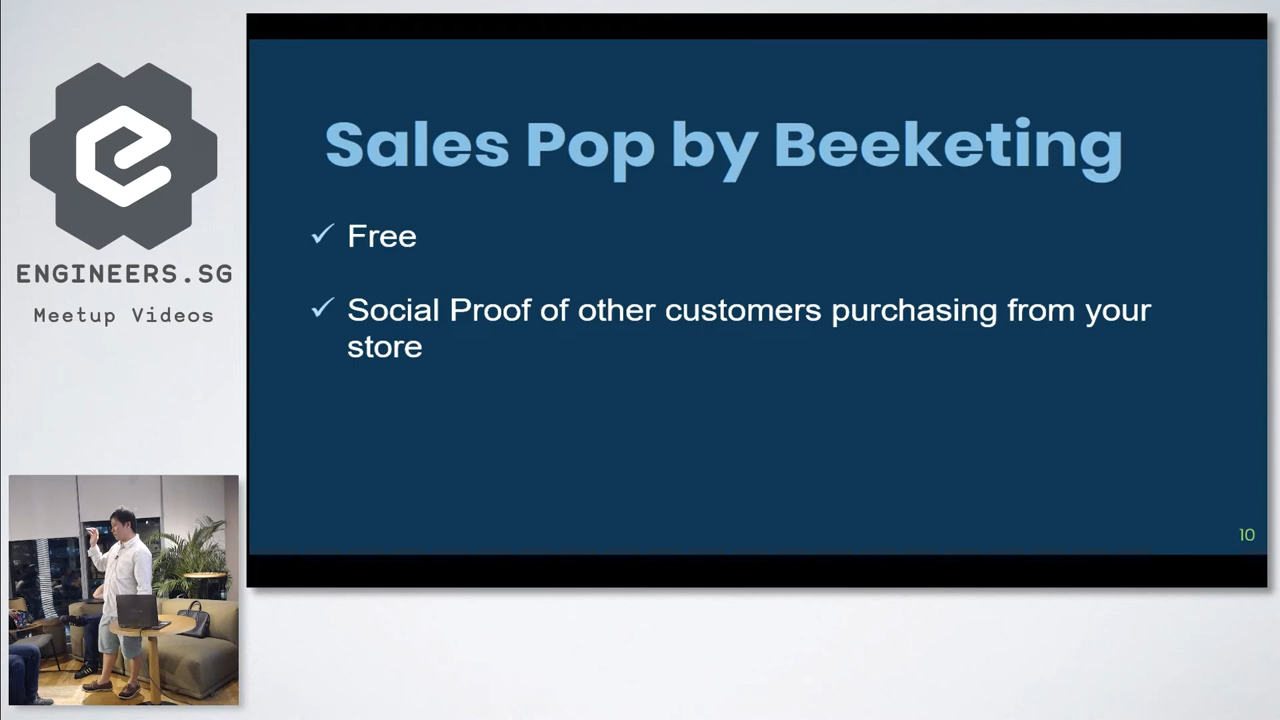 ENGINEERS.SG
Meetup Videos
Sales Pop by Beeketing
✓ Free
✓ Social Proof of other customers purchasing from your
store
10